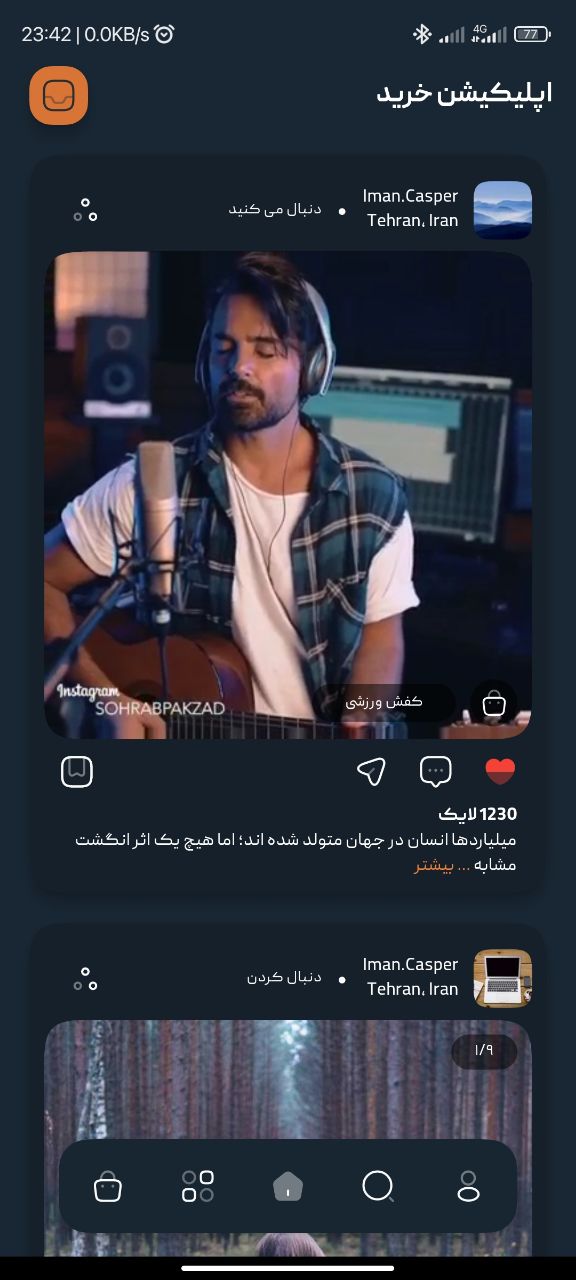 23:42 | 0.0KB/s
4G
77
اپلیکیشن خرید
Iman.Casper
Tehran, Iran
دنبال می کنید
Instagram
SOHRABPAKZAD
کفش ورزشی
1230 لایک
میلیاردها انسان در جهان متولد شده اند؛ اما هیچ یک اثر انگشت
مشابه ... بیشتر
Iman.Casper
Tehran, Iran
دنبال کردن
۱/۹